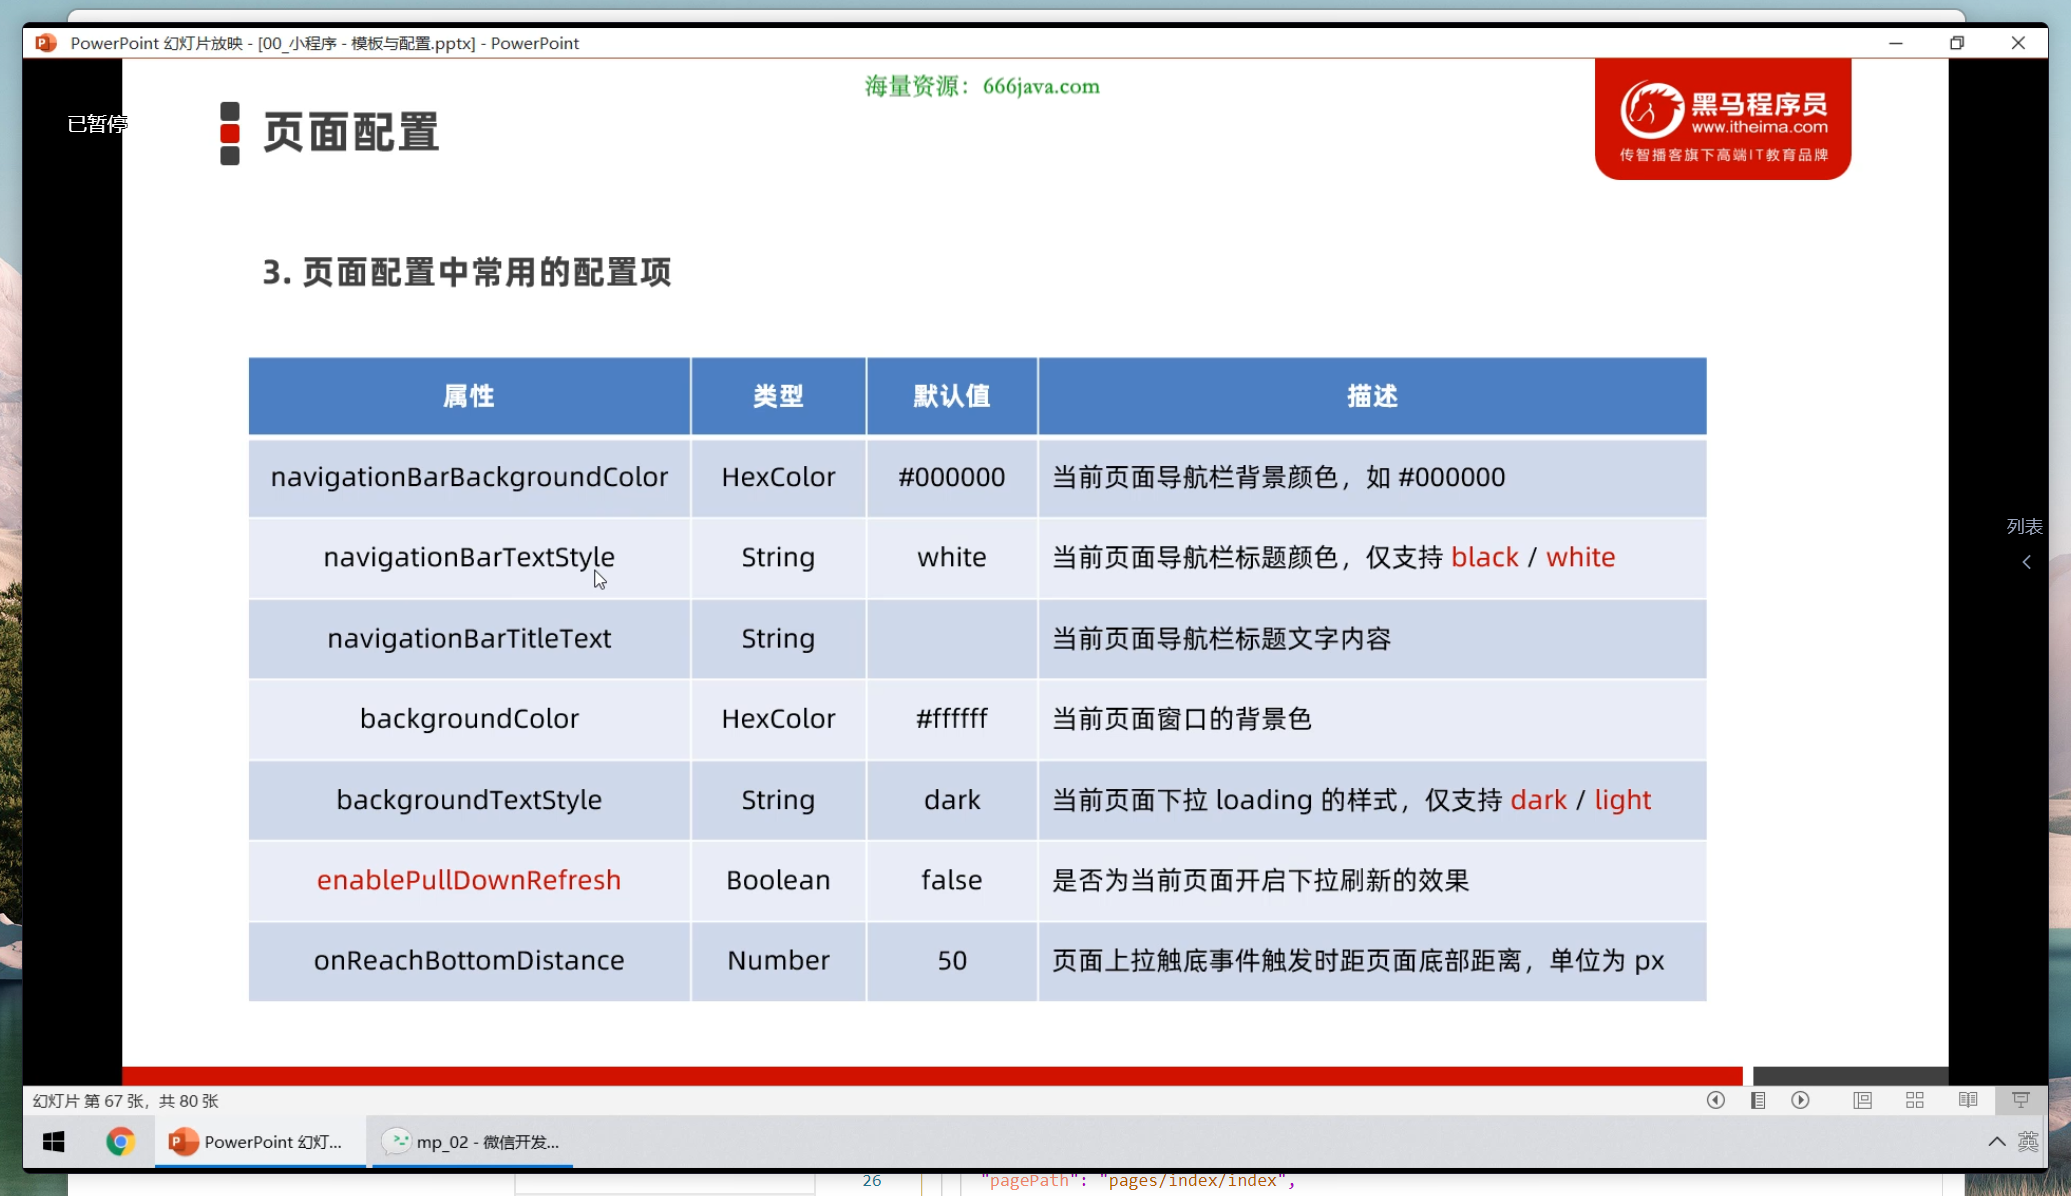 PowerPoint 幻灯片放映 - [00_小程序 - 模板与配置.pptx] - PowerPoint
海量资源：666java.com
已暂停
页面配置
黑马程序员
www.itheima.com
传智播客旗下高端IT教育品牌
3. 页面配置中常用的配置项
属性 类型 默认值 描述
navigationBarBackgroundColor HexColor #000000 当前页面导航栏背景颜色，如 #000000
navigationBarTextStyle String white 当前页面导航栏标题颜色，仅支持 black / white
navigationBarTitleText String 当前页面导航栏标题文字内容
backgroundColor HexColor #ffffff 当前页面窗口的背景色
backgroundTextStyle String dark 当前页面下拉 loading 的样式，仅支持 dark / light
enablePullDownRefresh Boolean false 是否为当前页面开启下拉刷新的效果
onReachBottomDistance Number 50 页面上拉触底事件触发时距页面底部距离，单位为 px
列表
幻灯片 第 67 张，共 80 张
PowerPoint 幻灯... mp_02 - 微信开发... 英
26 "pagePath": "pages/index/index",